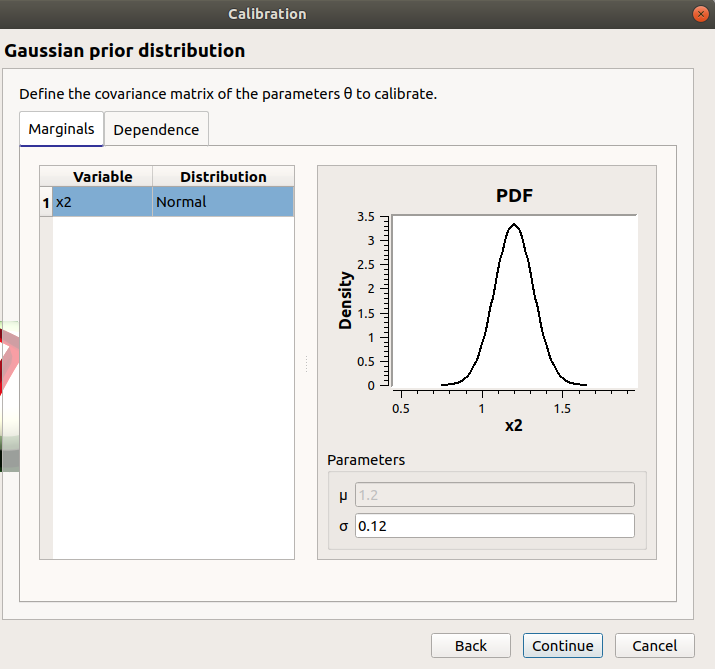 Calibration
Gaussian prior distribution
Define the covariance matrix of the parameters θ to calibrate.
Marginals Dependence
Variable Distribution
1 x2 Normal
PDF
3.5
3
2.5
2
1.5
1
0.5
0
Density
0.5 1 1.5
x2
Parameters
μ 1.2
σ 0.12
Back Continue Cancel